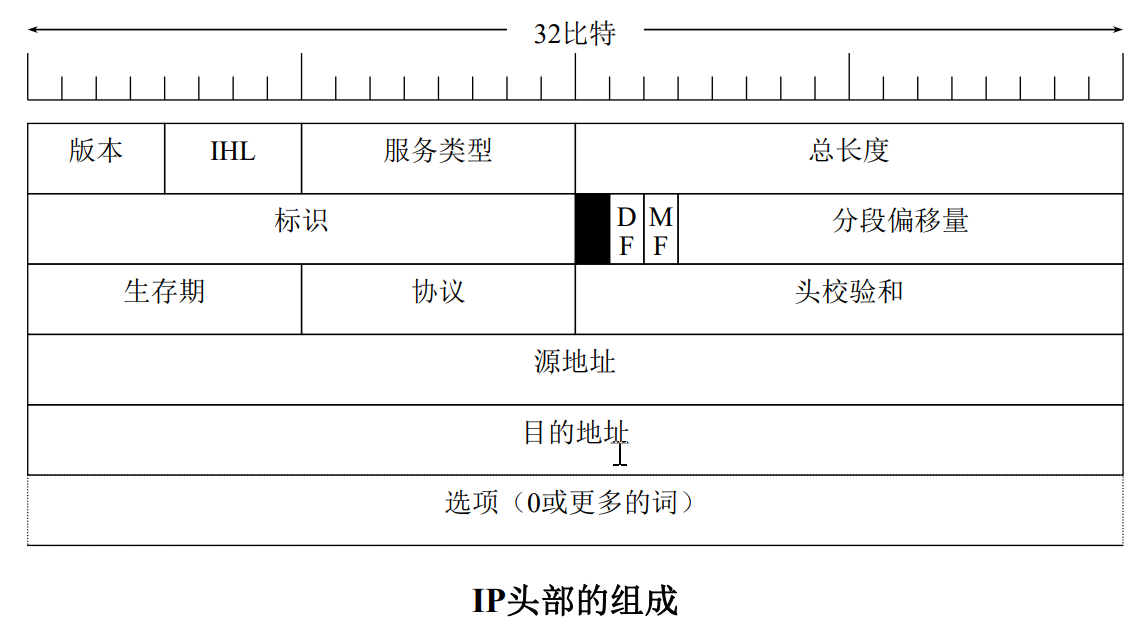 32比特
版本 IHL 服务类型 总长度
标识 DF MF 分段偏移量
生存期 协议 头校验和
源地址
目的地址
选项（0或更多的词）
IP头部的组成